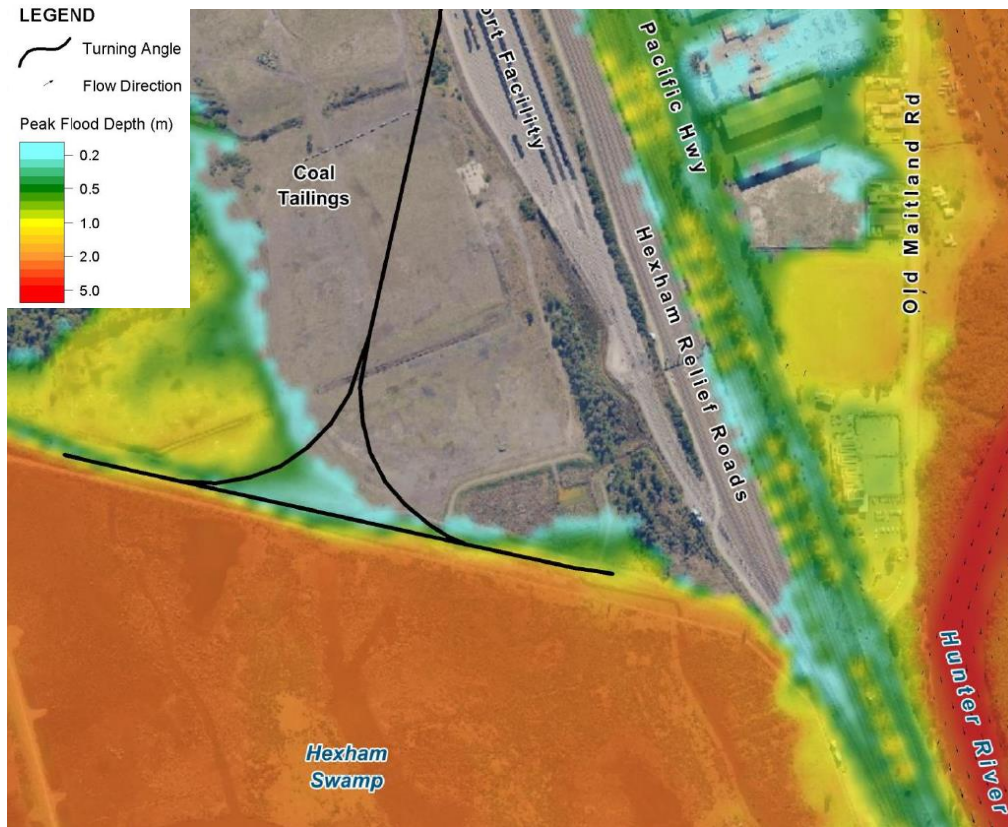 LEGEND
Turning Angle
Flow Direction
Peak Flood Depth (m)
0.2
0.5
1.0
2.0
5.0
Coal
Tailings
ort Facility
Pacific Hwy
Old Maitland Rd
Hexham Relief Roads
Hexham
Swamp
Hunter River